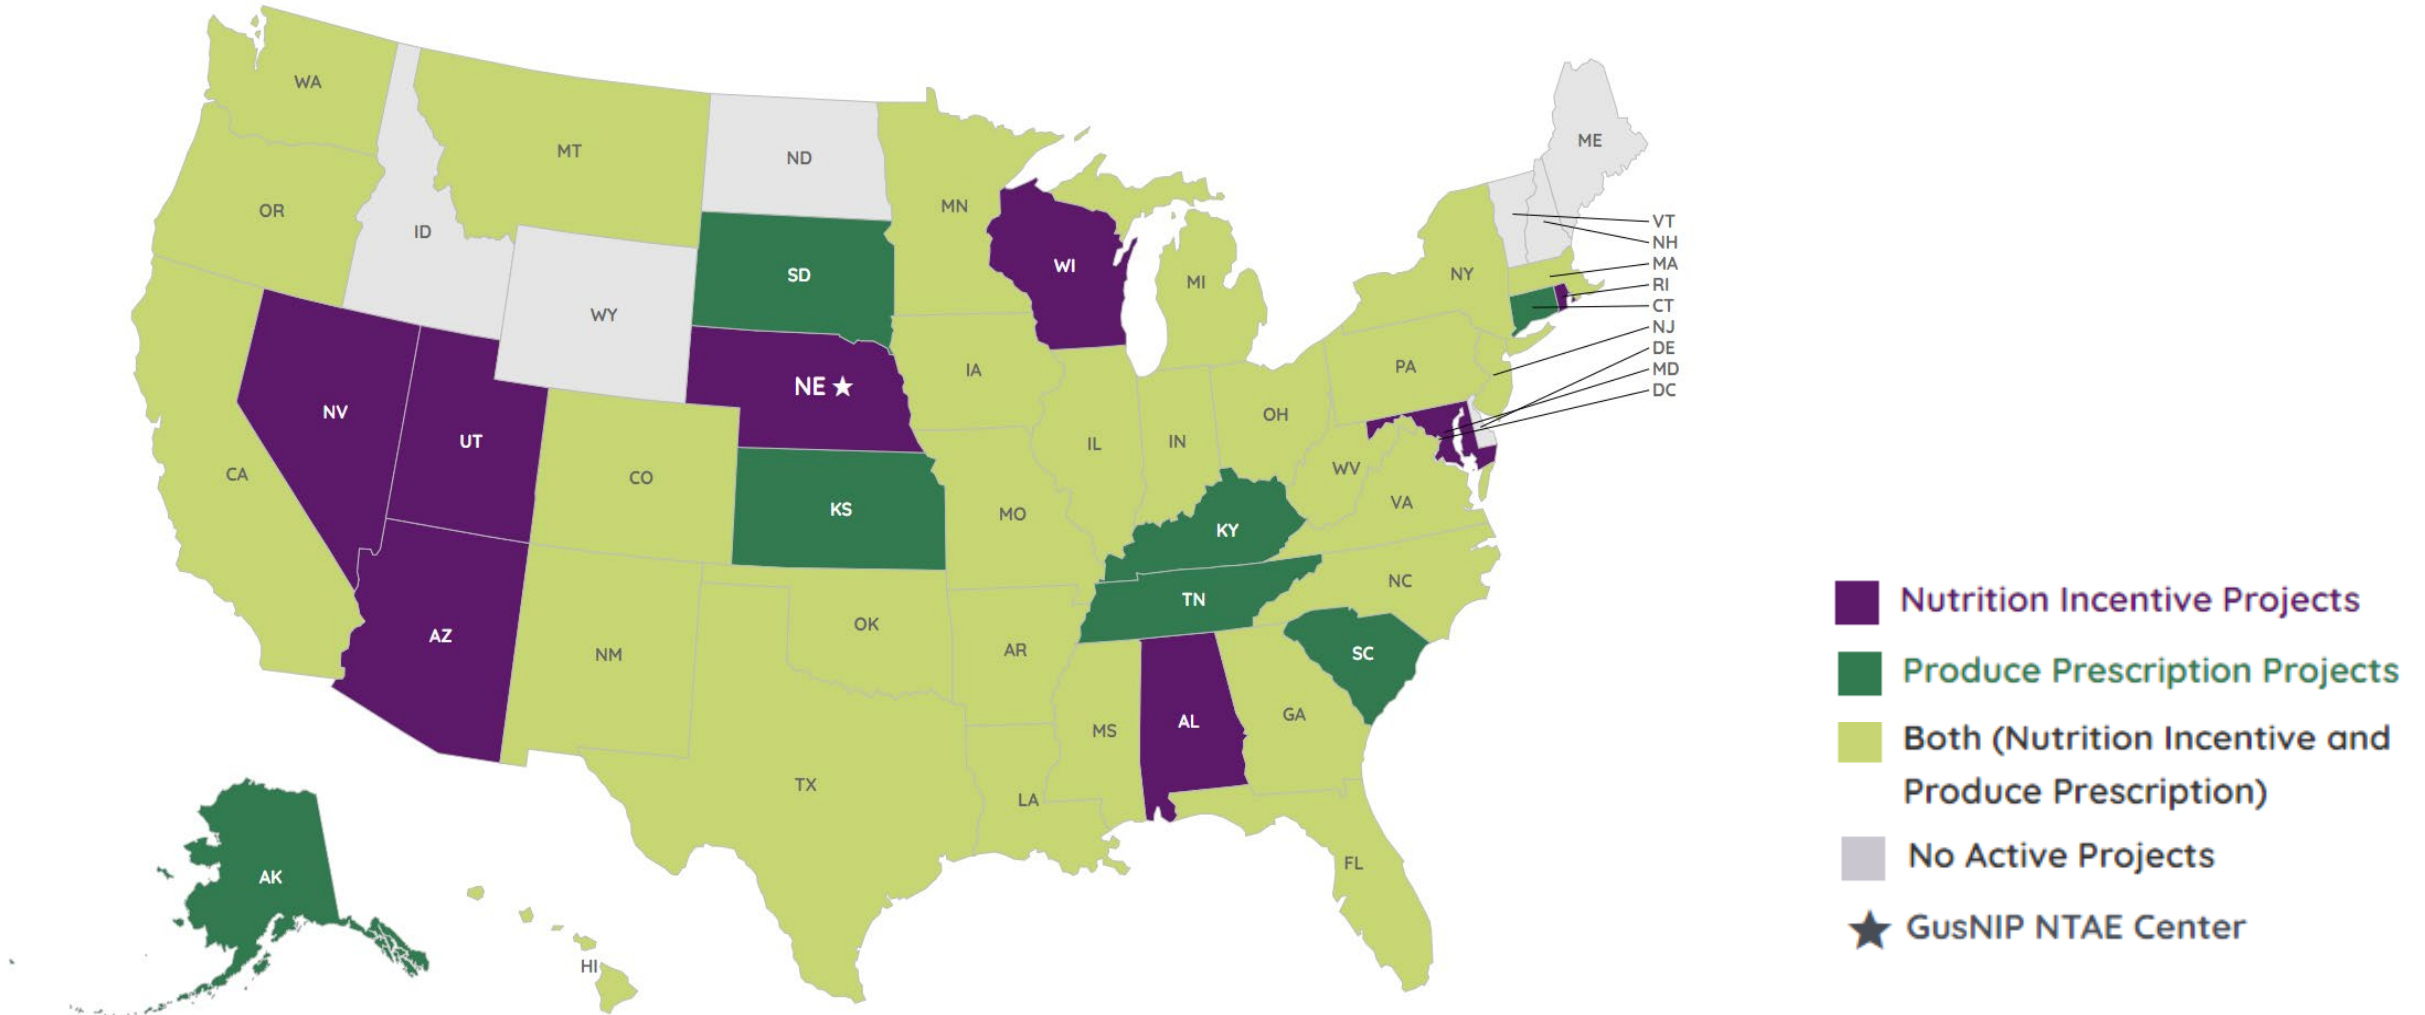 WA
MT
ND
ME
OR
ID
MN
VT
NH
SD
WI
MI
NY
MA
RI
WY
CT
NJ
IA
PA
DE
MD
NE ★
DC
NV
UT
OH
CA
CO
IL
IN
WV
KS
MO
VA
KY
TN
NC
AZ
NM
OK
AR
SC
MS
AL
GA
TX
LA
FL
AK
HI
Nutrition Incentive Projects
Produce Prescription Projects
Both (Nutrition Incentive and
Produce Prescription)
No Active Projects
★ GusNIP NTAE Center